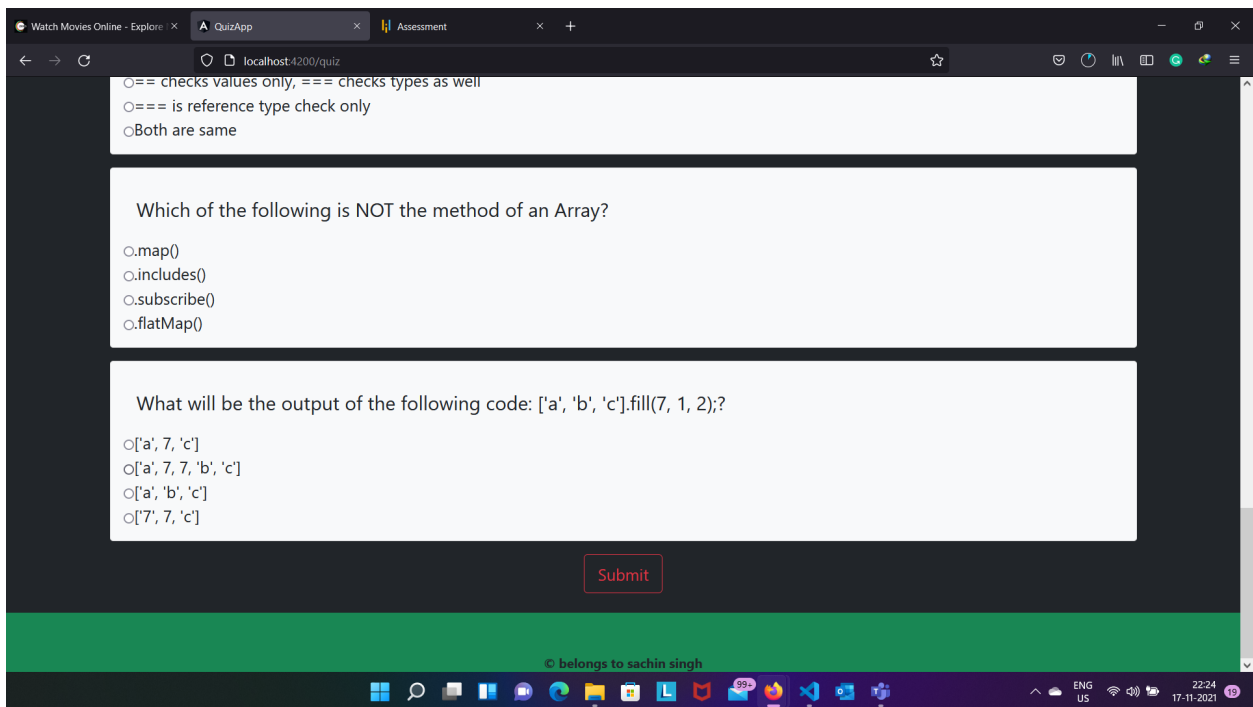 Watch Movies Online - Explore
QuizApp
Assessment
localhost:4200/quiz
== checks values only, === checks types as well
=== is reference type check only
Both are same
Which of the following is NOT the method of an Array?
.map()
.includes()
.subscribe()
.flatMap()
What will be the output of the following code: ['a', 'b', 'c'].fill(7, 1, 2);?
['a', 7, 'c']
['a', 7, 7, 'b', 'c']
['a', 'b', 'c']
['7', 7, 'c']
Submit
© belongs to sachin singh
99+
ENG
US
22:24
17-11-2021
19